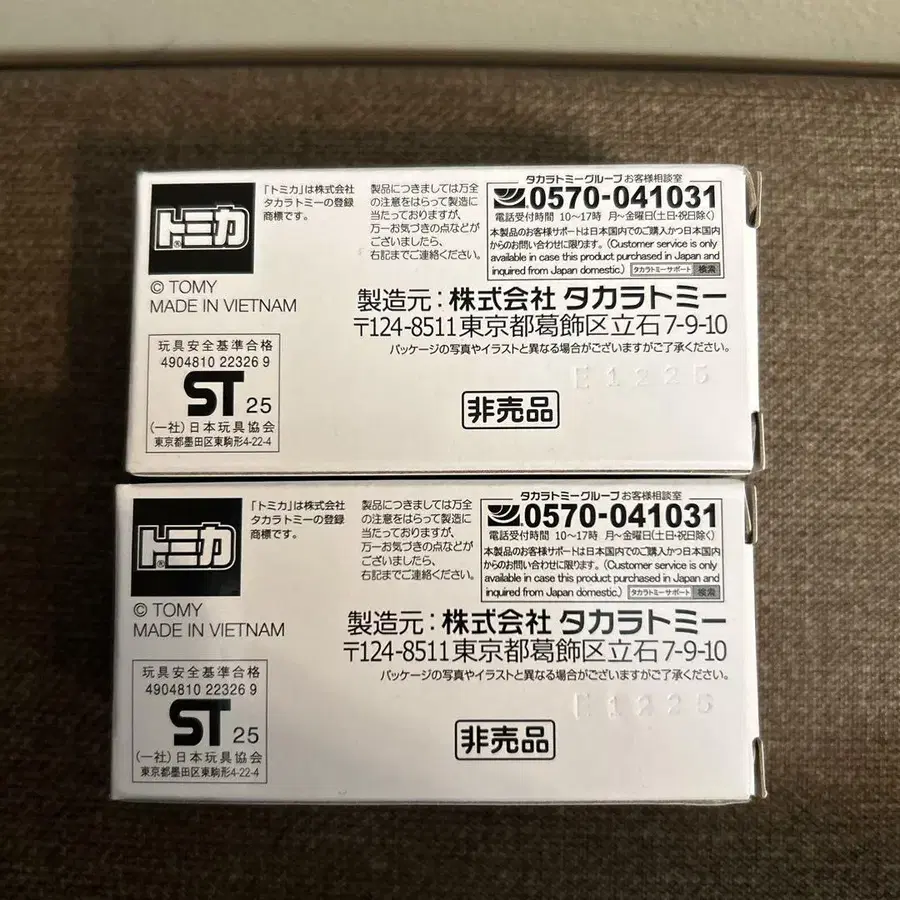 トミカ
®
「トミカ」は株式会社
タカラトミーの登録
商標です。
製品につきましては万全
の注意をはらって製造に
当たっておりますが、
万一お気づきの点などが
ございましたら、
右記までご連絡ください。
タカラトミーグループ お客様相談室
0570-041031
電話受付時間 10〜17時 月〜金曜日(土日・祝日除く)
本製品のお客様サポートは日本国内でのご購入かつ日本国内
からのお問い合わせに限ります。(Customer service is only
available in case this product purchased in Japan and
inquired from Japan domestic.) タカラトミーサポート 検索
© TOMY
MADE IN VIETNAM
製造元:株式会社 タカラトミー
〒124-8511東京都葛飾区立石7-9-10
パッケージの写真やイラストと異なる場合がございますがご了承ください。
玩具安全基準合格
4904810 22326 9
ST 25
(一社)日本玩具協会
東京都墨田区東駒形4-22-4
E1225
非売品
トミカ
®
「トミカ」は株式会社
タカラトミーの登録
商標です。
製品につきましては万全
の注意をはらって製造に
当たっておりますが、
万一お気づきの点などが
ございましたら、
右記までご連絡ください。
タカラトミーグループ お客様相談室
0570-041031
電話受付時間 10〜17時 月〜金曜日(土日・祝日除く)
本製品のお客様サポートは日本国内でのご購入かつ日本国内
からのお問い合わせに限ります。(Customer service is only
available in case this product purchased in Japan and
inquired from Japan domestic.) タカラトミーサポート 検索
© TOMY
MADE IN VIETNAM
製造元:株式会社 タカラトミー
〒124-8511東京都葛飾区立石7-9-10
パッケージの写真やイラストと異なる場合がございますがご了承ください。
玩具安全基準合格
4904810 22326 9
ST 25
(一社)日本玩具協会
東京都墨田区東駒形4-22-4
E1225
非売品